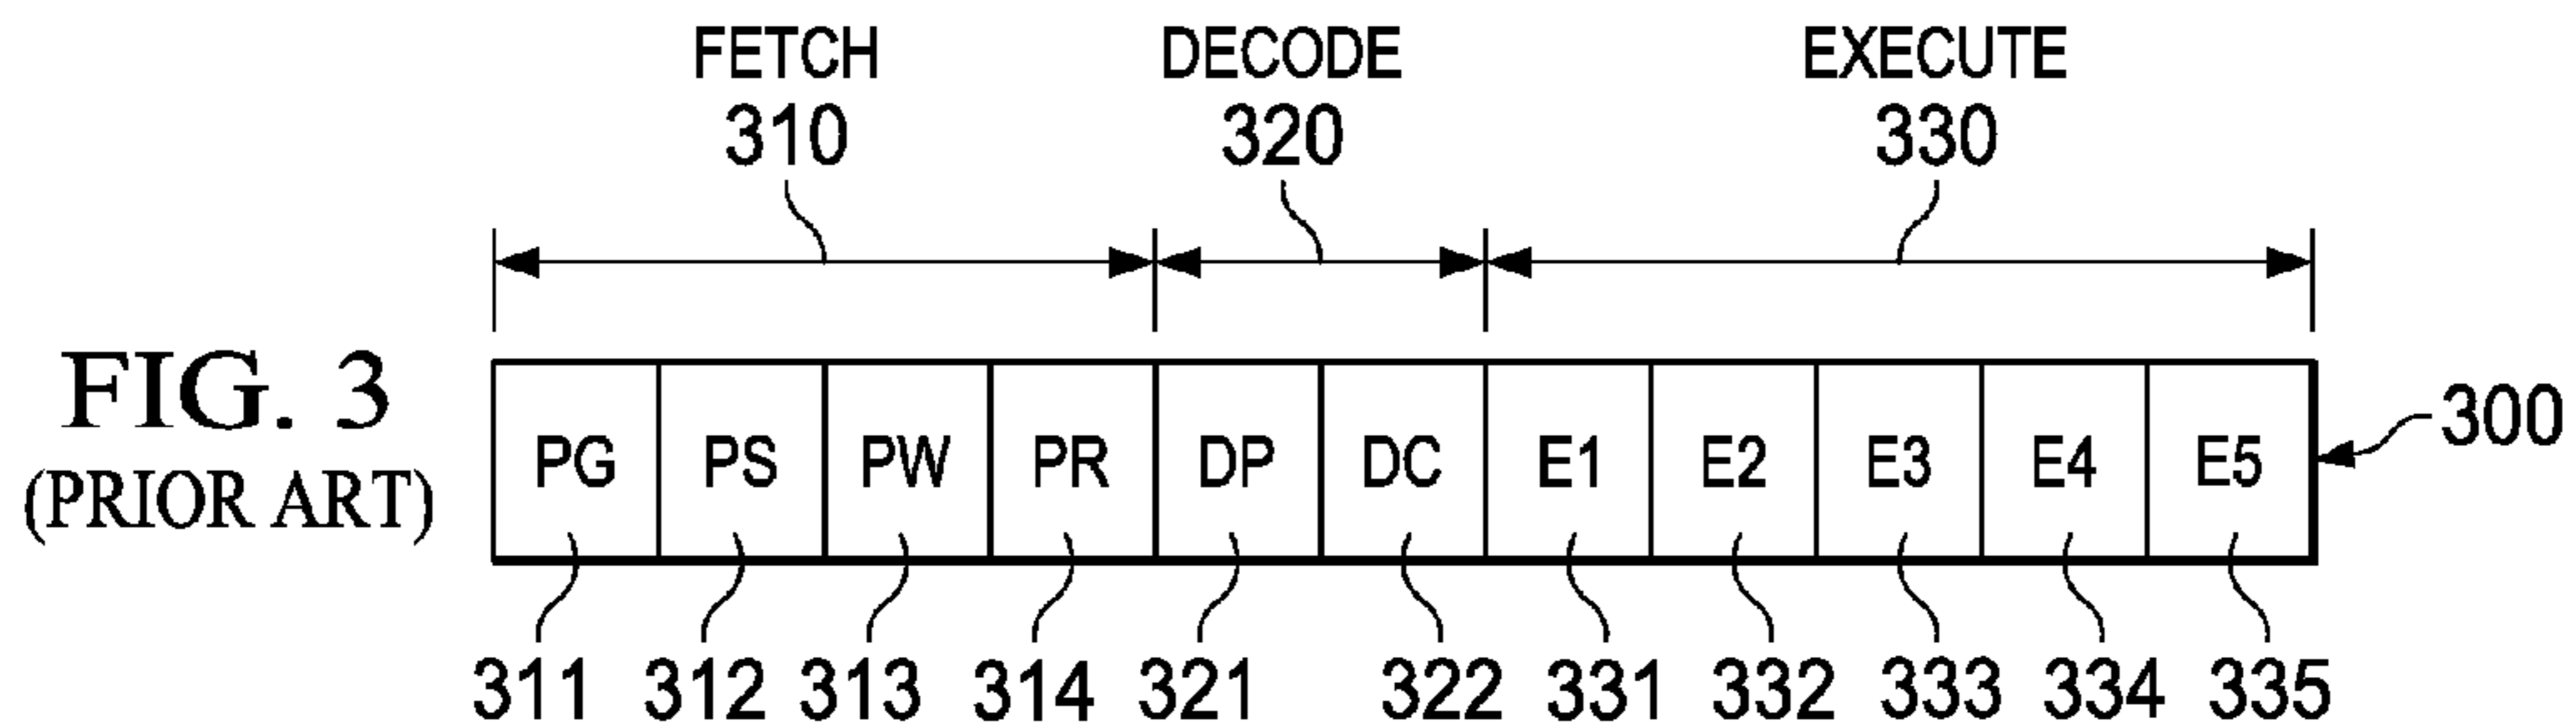 FETCH DECODE EXECUTE
310 320 330
FIG. 3
(PRIOR ART)
PG PS PW PR DP DC E1 E2 E3 E4 E5
300
311 312 313 314 321 322 331 332 333 334 335